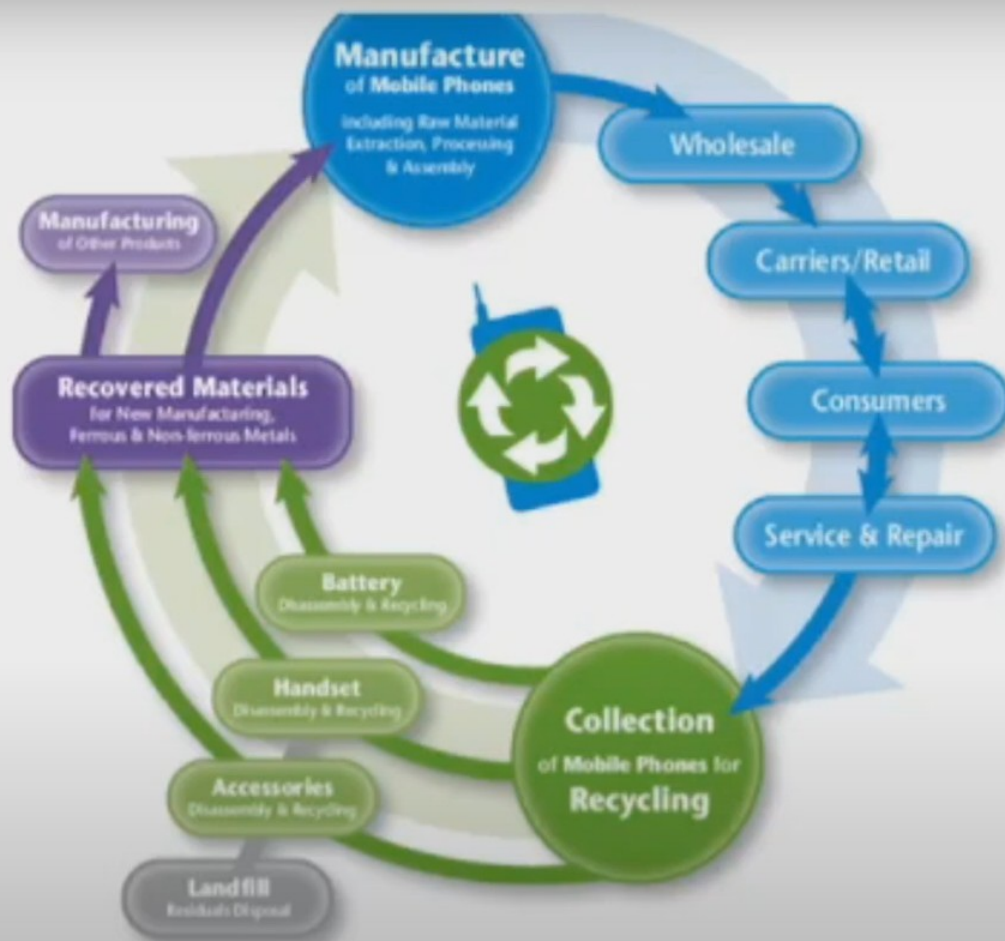 Manufacture
of Mobile Phones
including Raw Material
Extraction, Processing
& Assembly
Wholesale
Carriers/Retail
Consumers
Service & Repair
Collection
of Mobile Phones for
Recycling
Battery
Disassembly & Recycling
Handset
Disassembly & Recycling
Accessories
Disassembly & Recycling
Landfill
Residuals Disposal
Recovered Materials
for New Manufacturing,
Ferrous & Non-ferrous Metals
Manufacturing
of Other Products